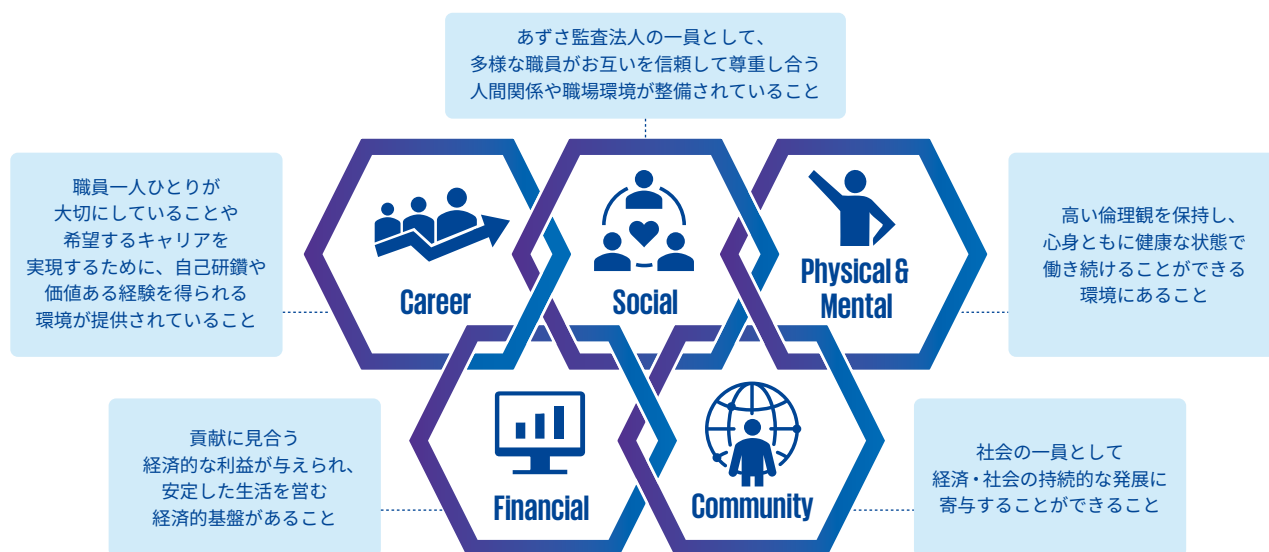 あずさ監査法人の一員として、
多様な職員がお互いを信頼して尊重し合う
人間関係や職場環境が整備されていること
職員一人ひとりが
大切にしていることや
希望するキャリアを
実現するために、自己研鑽や
価値ある経験を得られる
環境が提供されていること
Career
Social
Physical &
Mental
高い倫理観を保持し、
心身ともに健康な状態で
働き続けることができる
環境にあること
貢献に見合う
経済的な利益が与えられ、
安定した生活を営む
経済的基盤があること
Financial
Community
社会の一員として
経済・社会の持続的な発展に
寄与することができること